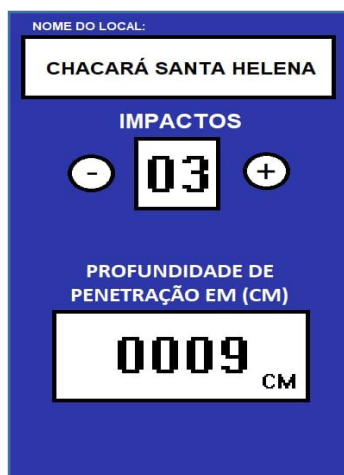 NOME DO LOCAL:
CHACARÁ SANTA HELENA
IMPACTOS
- 03 +
PROFUNDIDADE DE
PENETRAÇÃO EM (CM)
0009 CM